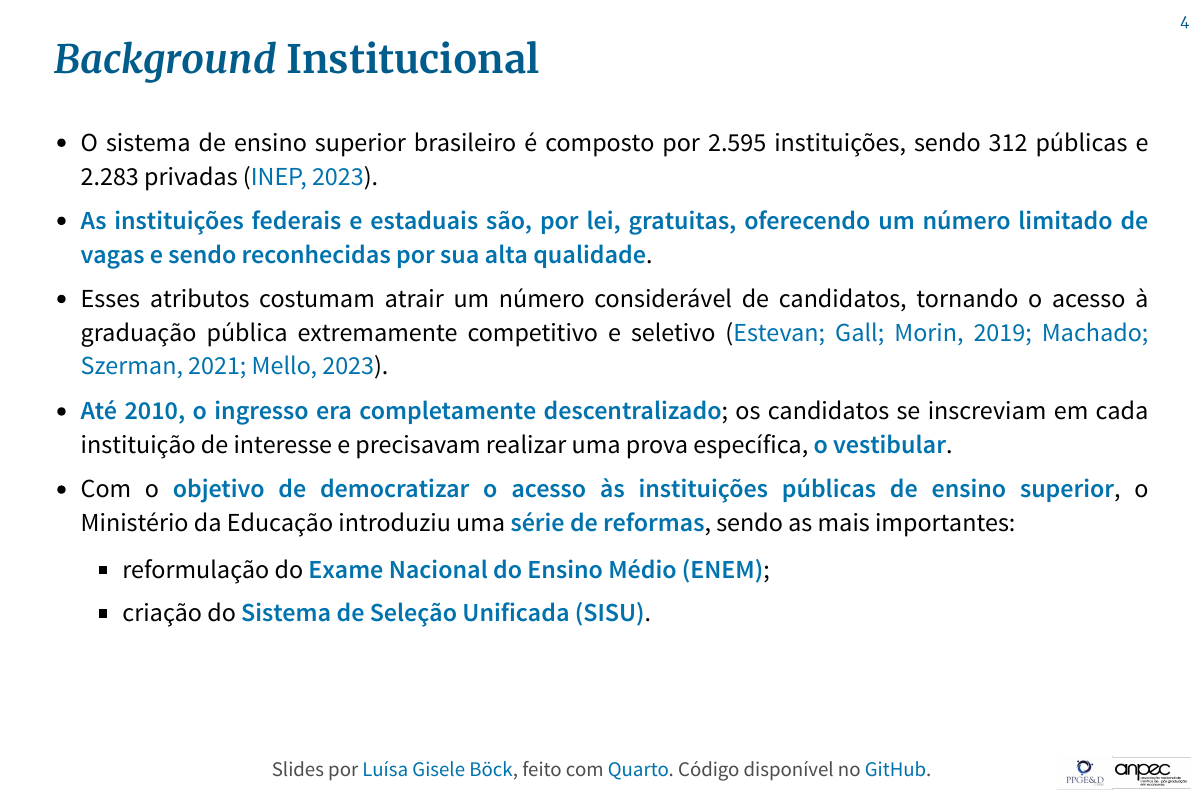 4
Background Institucional
• O sistema de ensino superior brasileiro é composto por 2.595 instituições, sendo 312 públicas e
2.283 privadas (INEP, 2023).
• As instituições federais e estaduais são, por lei, gratuitas, oferecendo um número limitado de
vagas e sendo reconhecidas por sua alta qualidade.
• Esses atributos costumam atrair um número considerável de candidatos, tornando o acesso à
graduação pública extremamente competitivo e seletivo (Estevan; Gall; Morin, 2019; Machado;
Szerman, 2021; Mello, 2023).
• Até 2010, o ingresso era completamente descentralizado; os candidatos se inscreviam em cada
instituição de interesse e precisavam realizar uma prova específica, o vestibular.
• Com o objetivo de democratizar o acesso às instituições públicas de ensino superior, o
Ministério da Educação introduziu uma série de reformas, sendo as mais importantes:
▪ reformulação do Exame Nacional do Ensino Médio (ENEM);
▪ criação do Sistema de Seleção Unificada (SISU).
Slides por Luísa Gisele Böck, feito com Quarto. Código disponível no GitHub.
PPGE&D
anpec